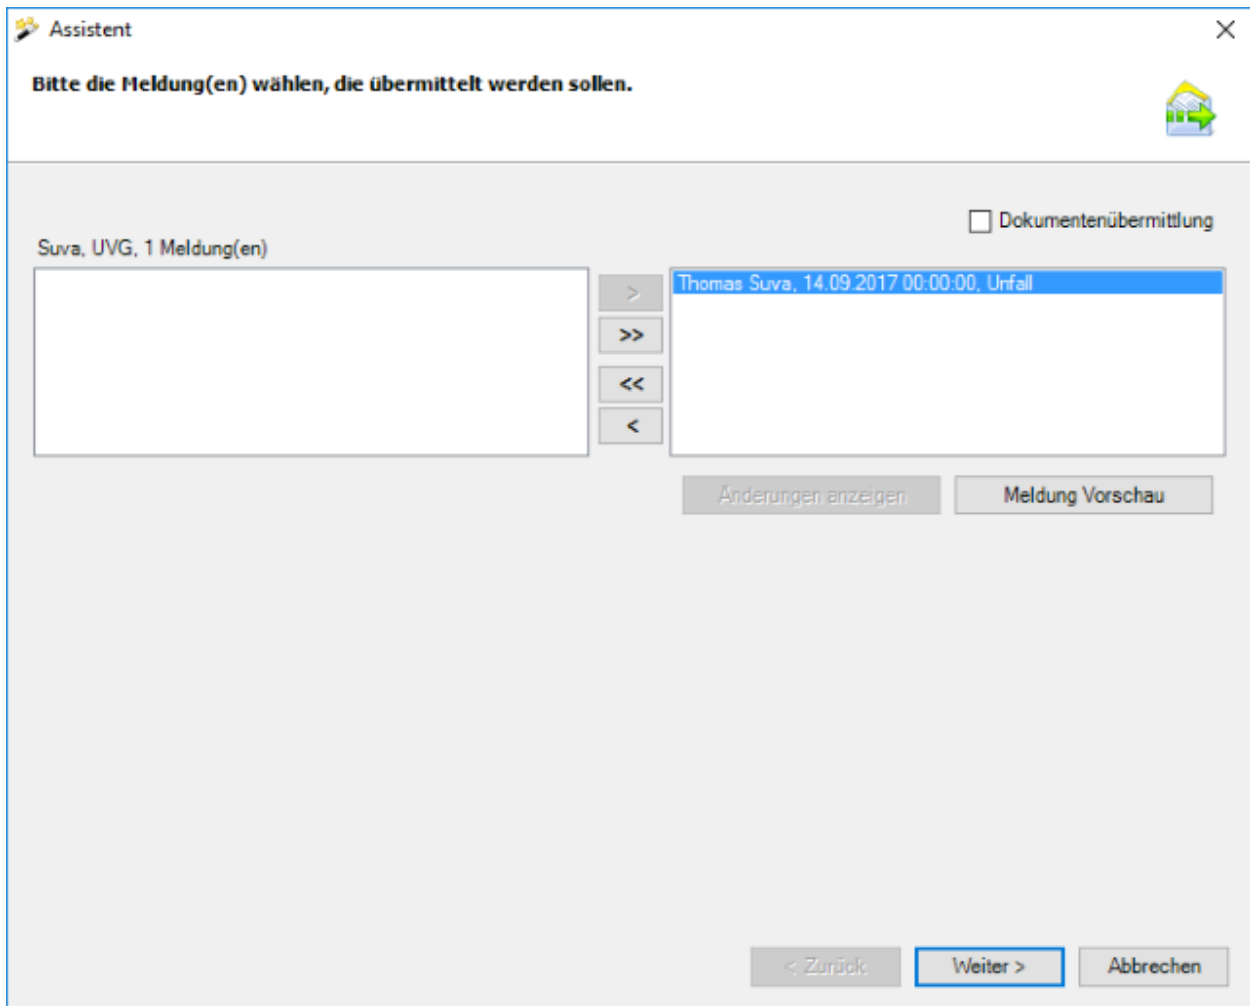 Assistent
Bitte die Meldung(en) wählen, die übermittelt werden sollen.
Dokumentenübermittlung
Suva, UVG, 1 Meldung(en)
Thomas Suva, 14.09.2017 00:00:00, Unfall
>
>>
<<
<
Änderungen anzeigen
Meldung Vorschau
< Zurück
Weiter >
Abbrechen